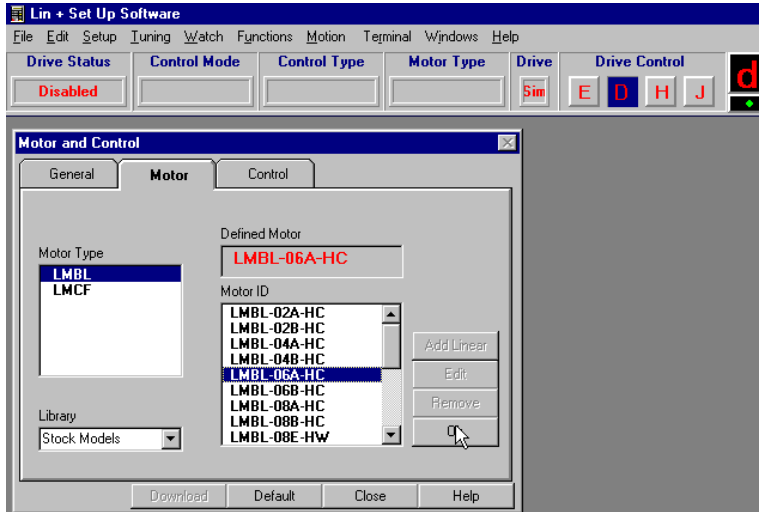 Lin + Set Up Software
File Edit Setup Tuning Watch Functions Motion Terminal Windows Help
Drive Status Control Mode Control Type Motor Type Drive Drive Control
Disabled Sim E D H J d
Motor and Control
General Motor Control
Defined Motor
LMBL-06A-HC
Motor Type
LMBL
LMCF
Motor ID
LMBL-02A-HC
LMBL-02B-HC
LMBL-04A-HC
LMBL-04B-HC
LMBL-06A-HC
LMBL-06B-HC
LMBL-08A-HC
LMBL-08B-HC
LMBL-08E-HW
Add Linear
Edit
Remove
Library
Stock Models
Download Default Close Help